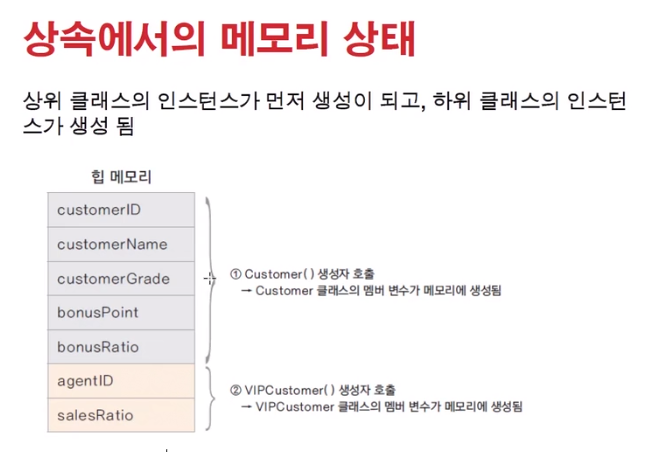 상속에서의 메모리 상태
상위 클래스의 인스턴스가 먼저 생성이 되고, 하위 클래스의 인스턴
스가 생성 됨
힙 메모리
customerID
customerName
customerGrade
bonusPoint
bonusRatio
agentID
salesRatio
① Customer( ) 생성자 호출
→ Customer 클래스의 멤버 변수가 메모리에 생성됨
② VIPCustomer( ) 생성자 호출
→ VIPCustomer 클래스의 멤버 변수가 메모리에 생성됨